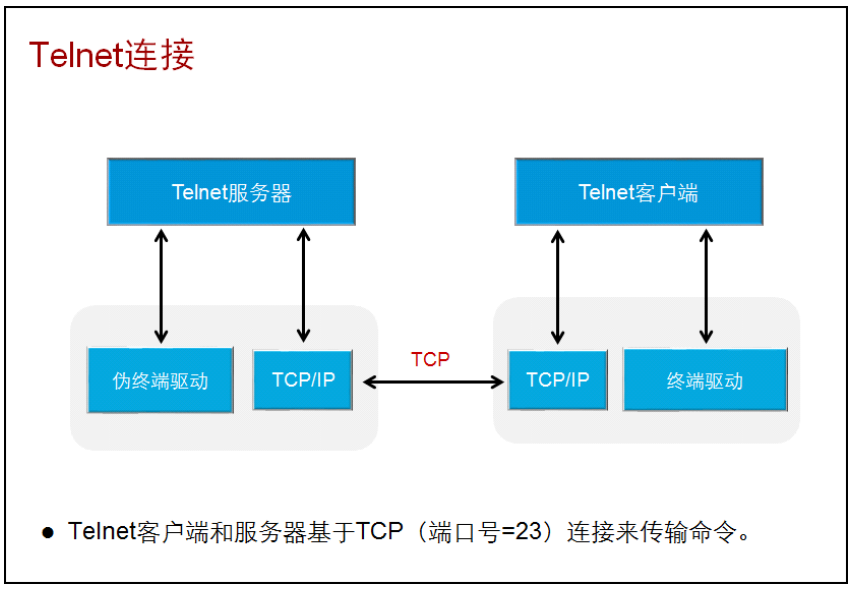 Telnet连接
Telnet服务器
Telnet客户端
TCP
伪终端驱动
TCP/IP
TCP/IP
终端驱动
● Telnet客户端和服务器基于TCP（端口号=23）连接来传输命令。